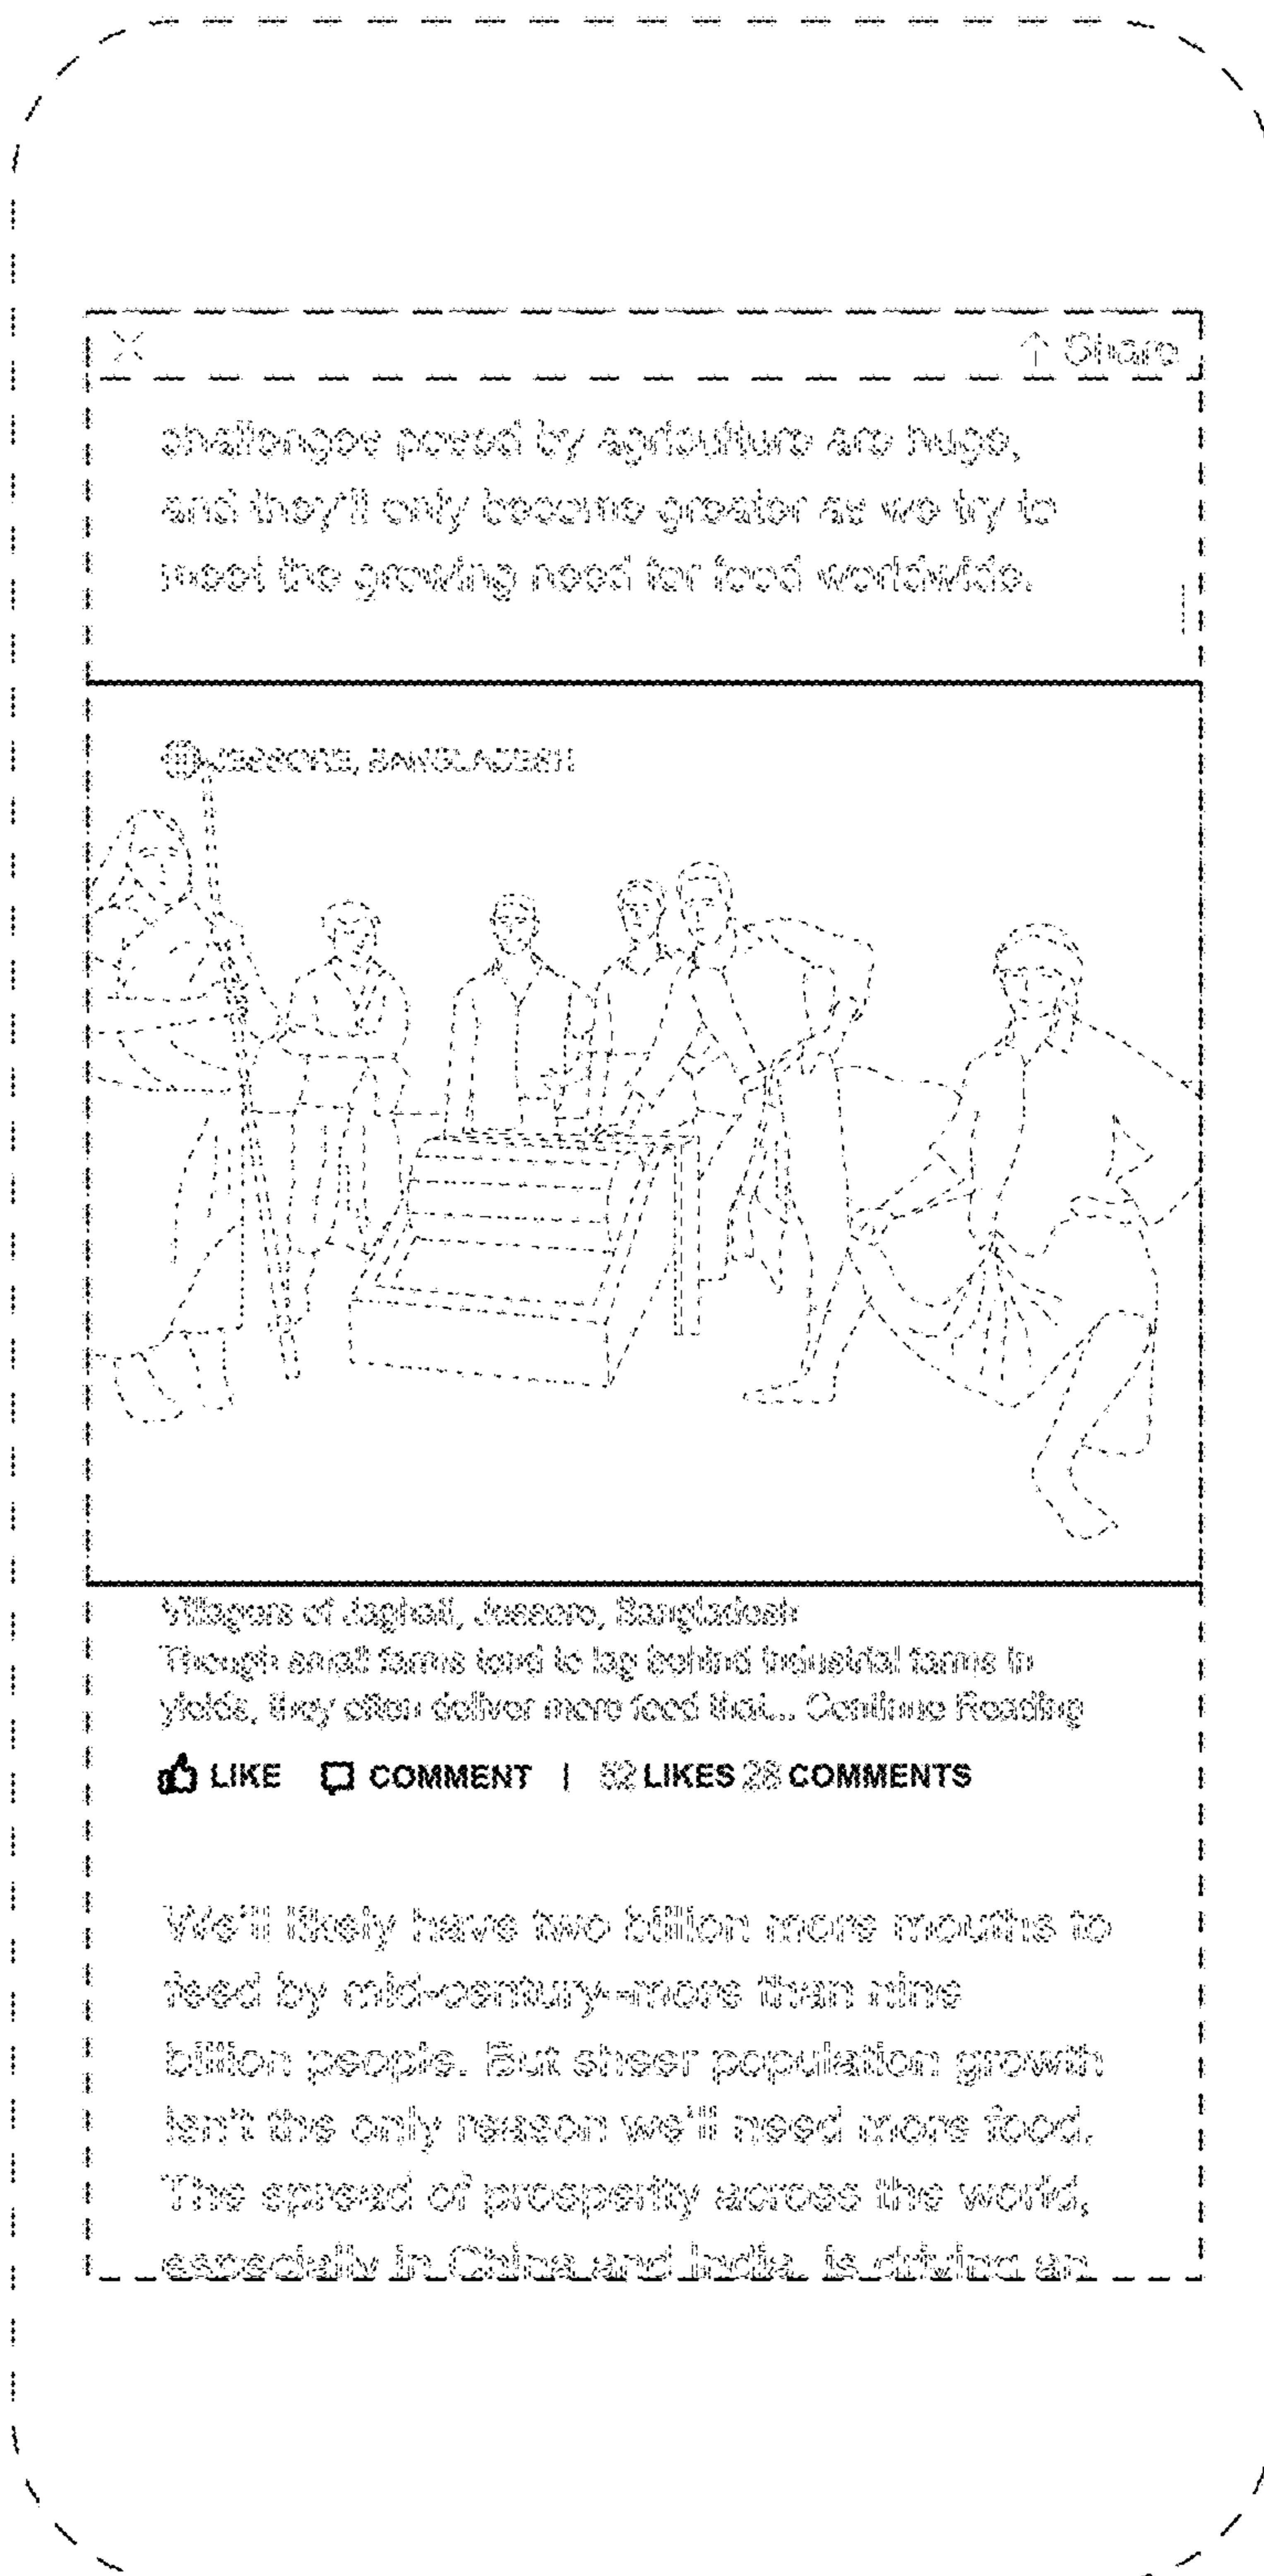 Share
challenges posed by agriculture are huge,
and they'll only become greater as we try to
meet the growing need for food worldwide.
JESSORE, BANGLADESH
Villagers of Jaghati, Jessore, Bangladesh
Though small farms tend to lag behind industrial farms in
yields, they often deliver more food that... Continue Reading
LIKE COMMENT | 52 LIKES 28 COMMENTS
We'll likely have two billion more mouths to
feed by mid-century--more than nine
billion people. But sheer population growth
isn't the only reason we'll need more food.
The spread of prosperity across the world,
especially in China and India, is driving an